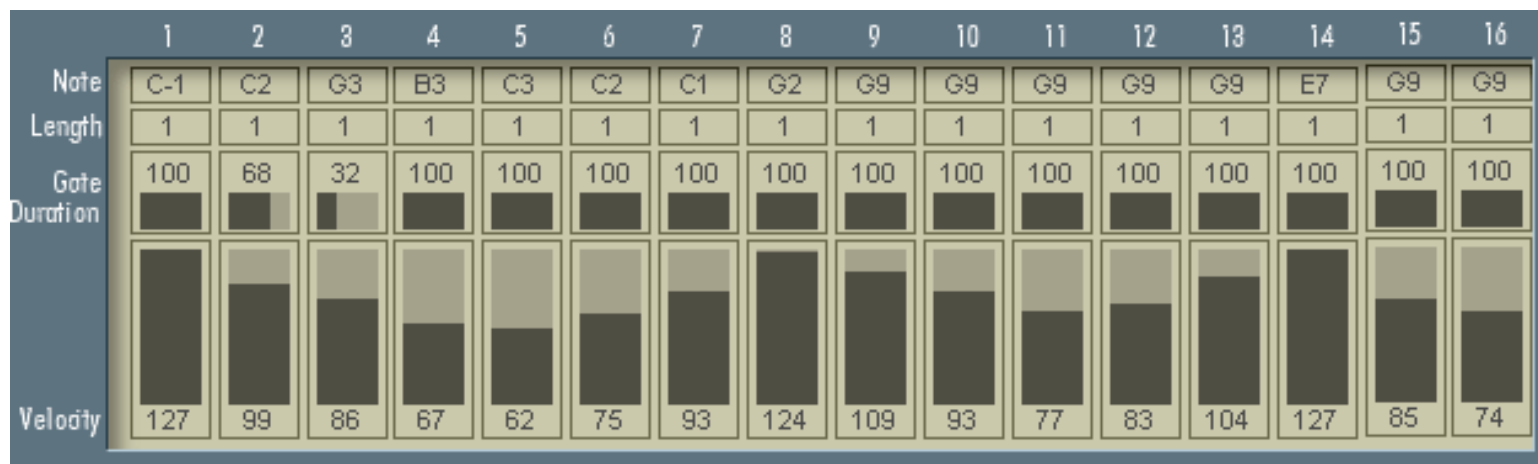 1 2 3 4 5 6 7 8 9 10 11 12 13 14 15 16
Note C-1 C2 G3 B3 C3 C2 C1 G2 G9 G9 G9 G9 G9 E7 G9 G9
Length 1 1 1 1 1 1 1 1 1 1 1 1 1 1 1 1
Gate Duration 100 68 32 100 100 100 100 100 100 100 100 100 100 100 100 100
Velocity 127 99 86 67 62 75 93 124 109 93 77 83 104 127 85 74